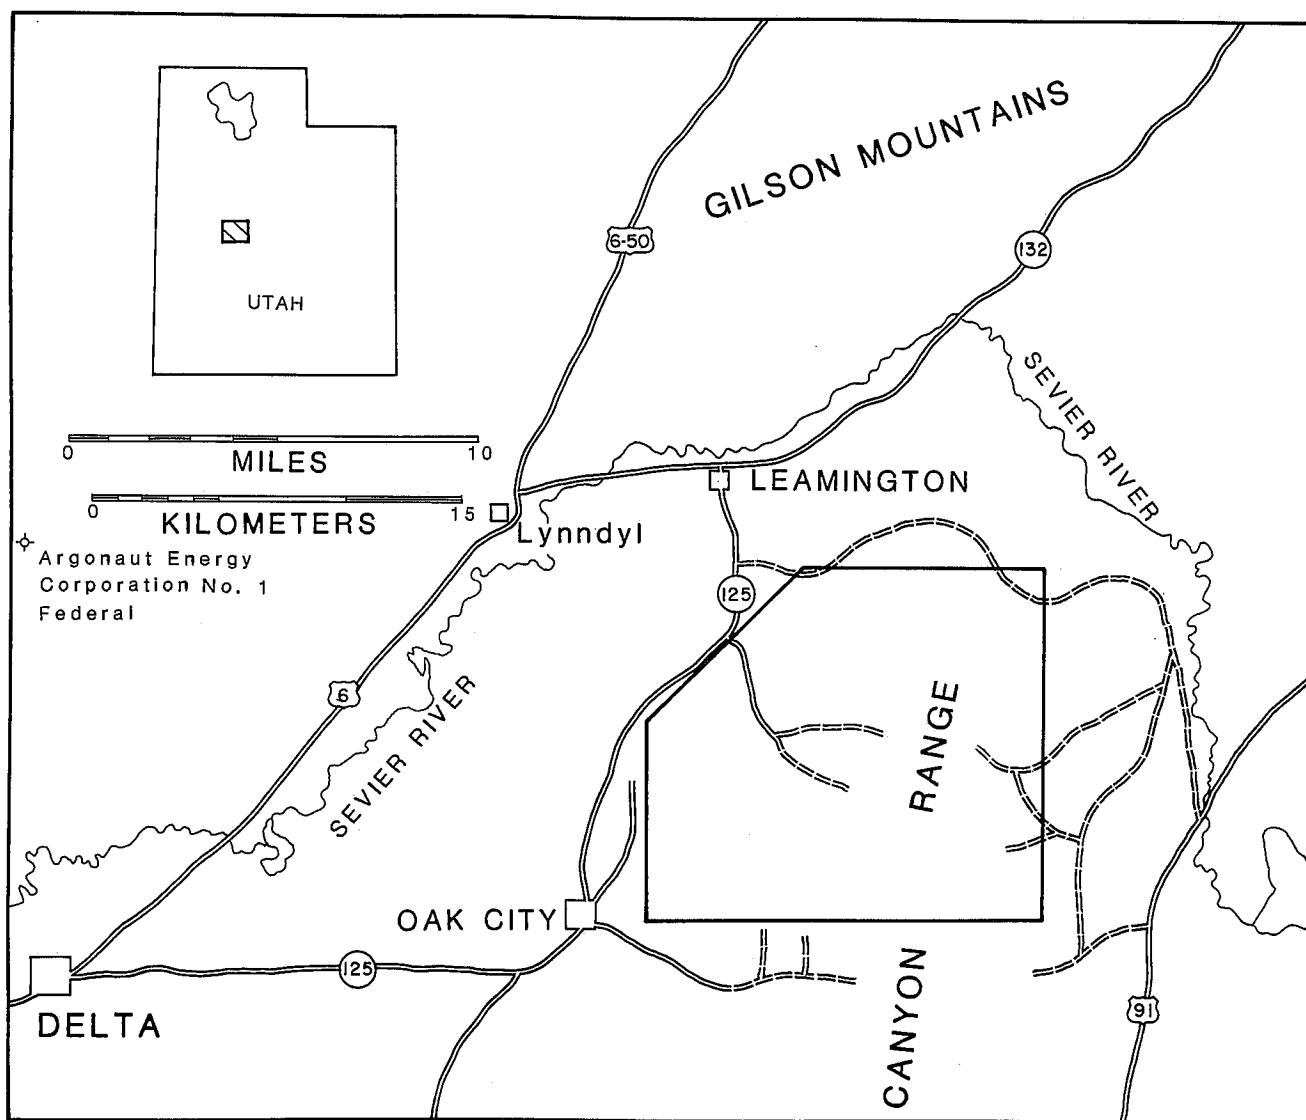 GILSON MOUNTAINS
6-50
132
UTAH
SEVIER RIVER
0 10
MILES
0 15
KILOMETERS
LEAMINGTON
Lynndyl
Argonaut Energy
Corporation No. 1
Federal
125
6
SEVIER RIVER
RANGE
OAK CITY
125
DELTA
CANYON
91